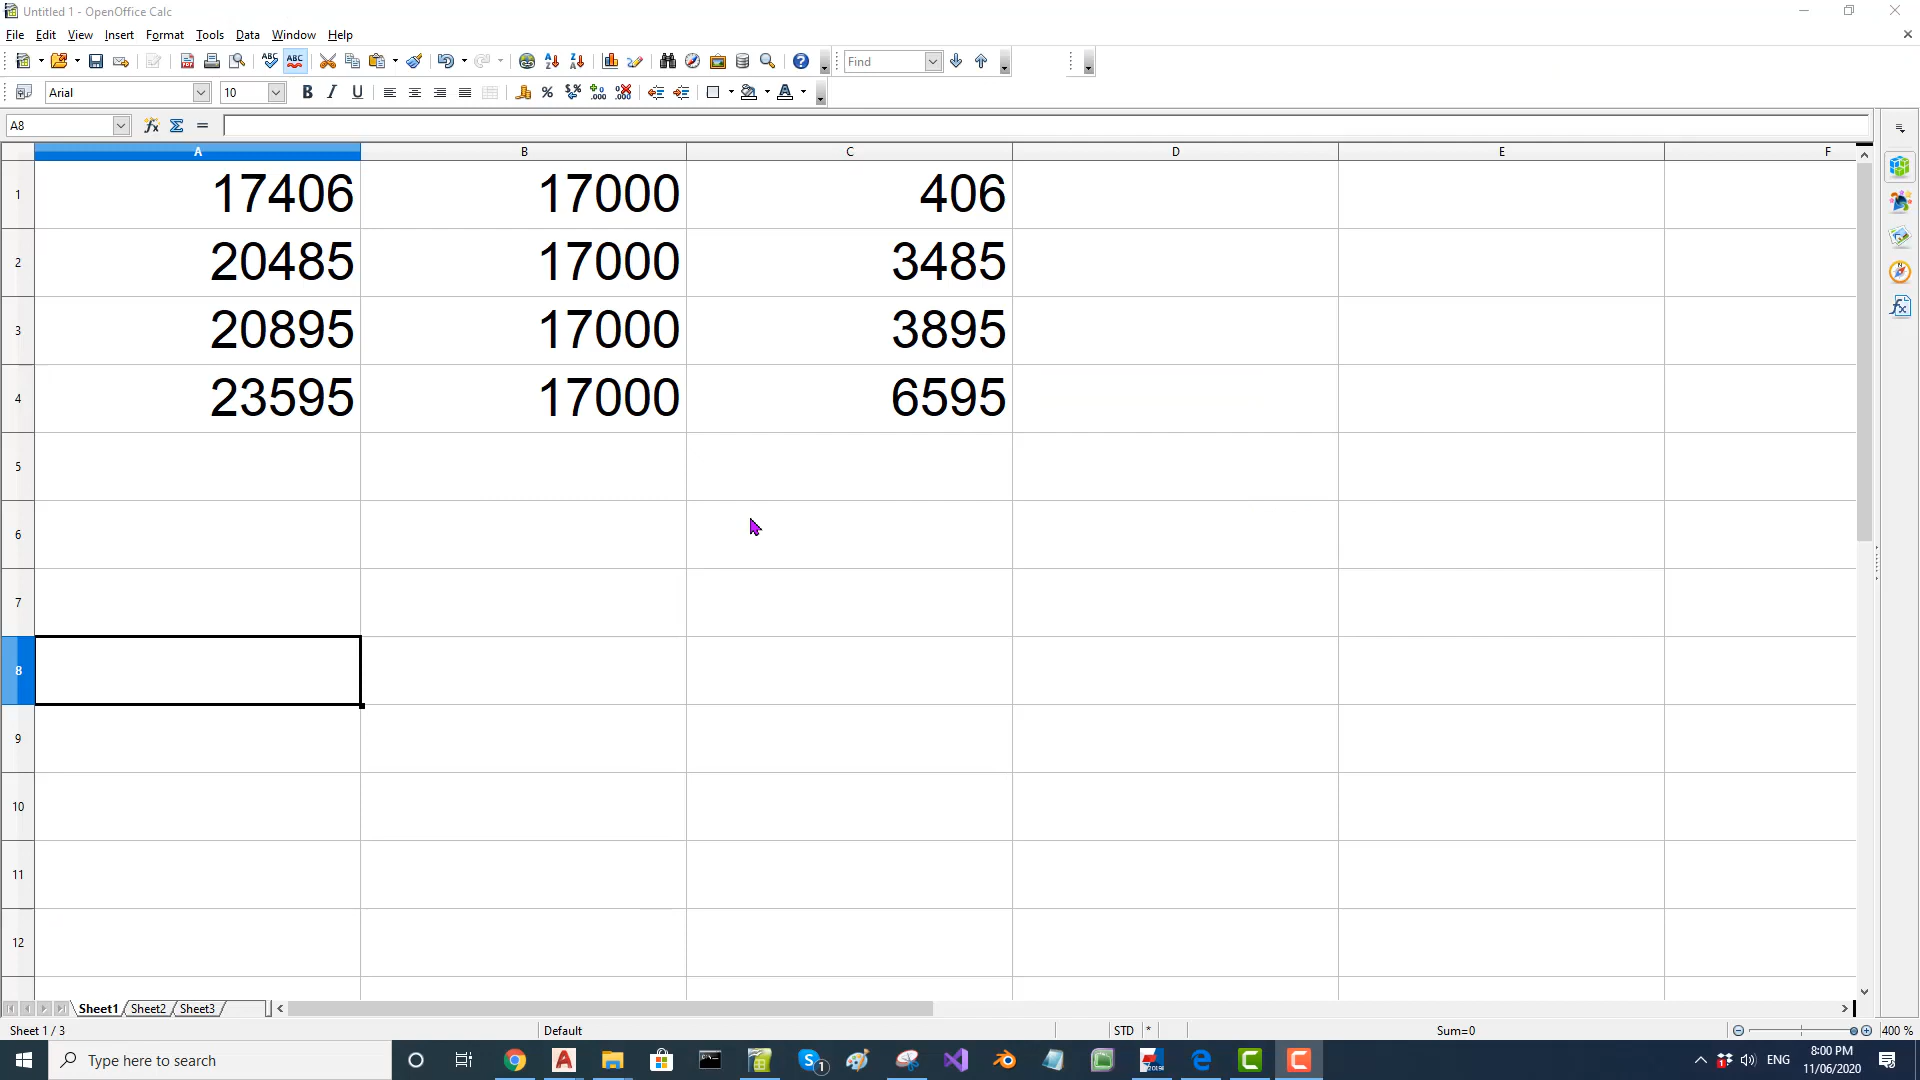 Untitled 1 - OpenOffice Calc
File Edit View Insert Format Tools Data Window Help
Find
Arial 10
A8
A B C D E F
1 17406 17000 406
2 20485 17000 3485
3 20895 17000 3895
4 23595 17000 6595
5
6
7
8
9
10
11
12
Sheet1 Sheet2 Sheet3
Sheet 1 / 3 Default STD * Sum=0 400 %
Type here to search
ENG
8:00 PM
11/06/2020